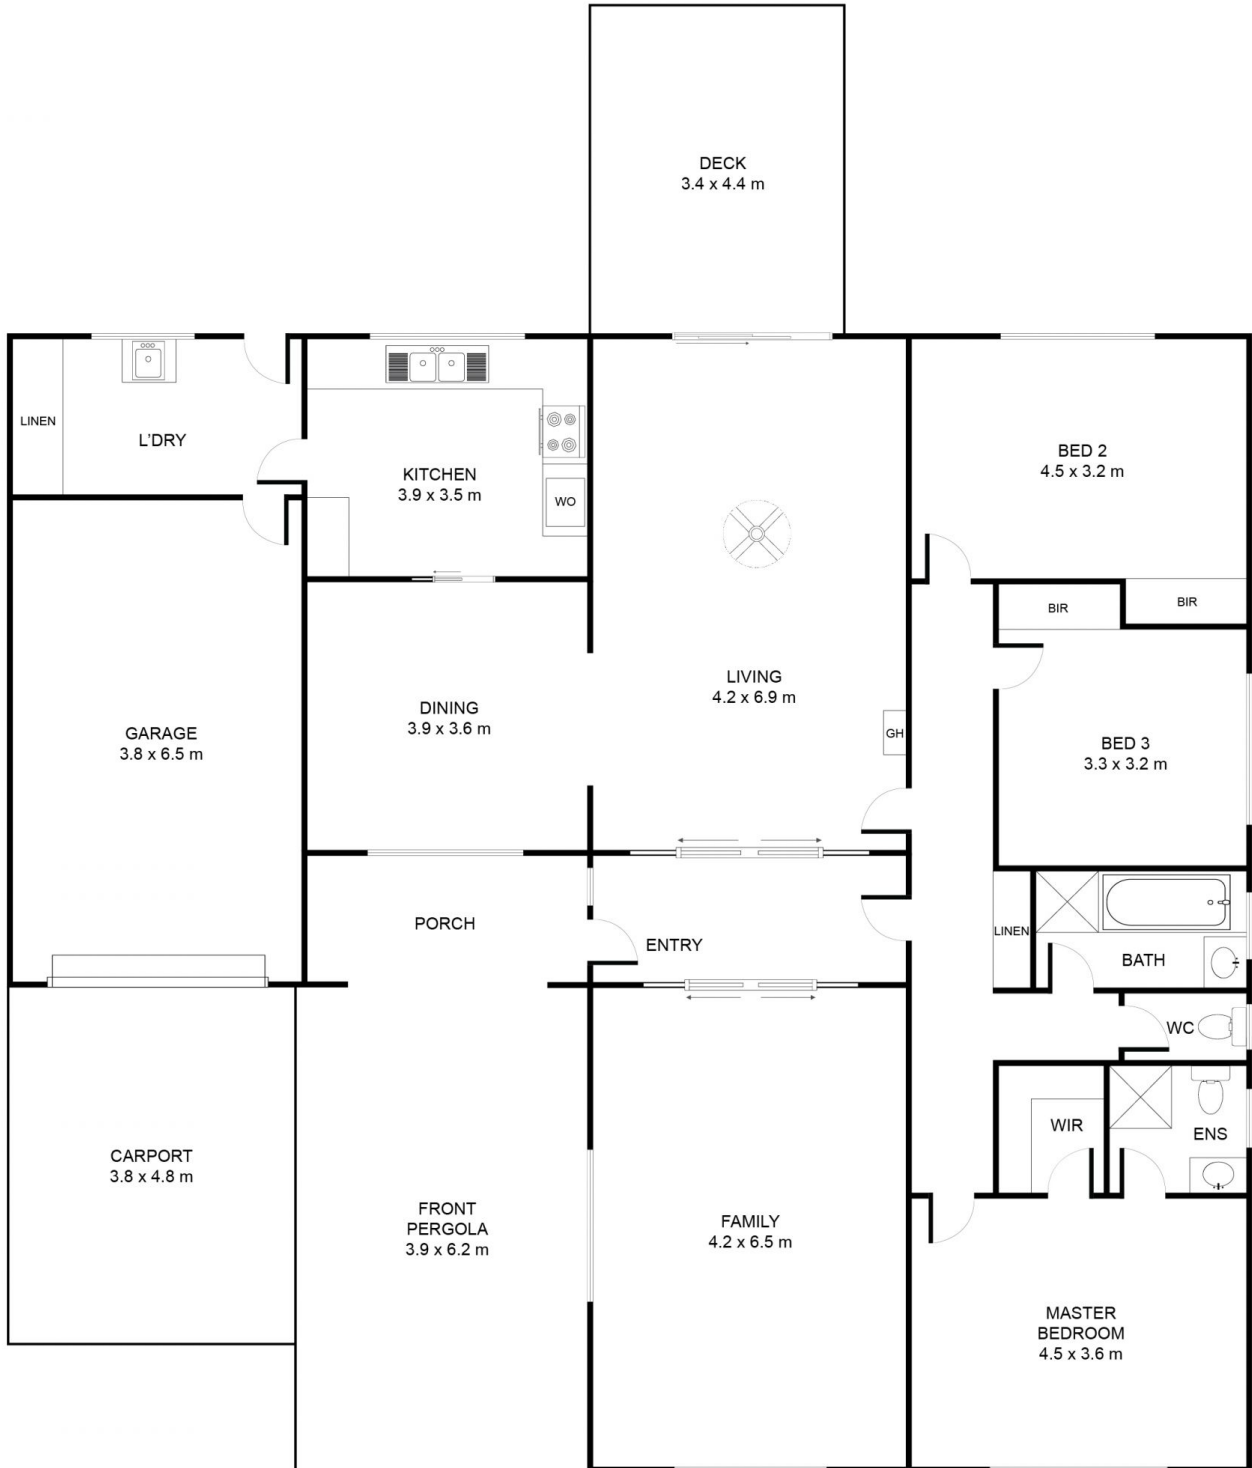 DECK
3.4 x 4.4 m
LINEN
L'DRY
KITCHEN
3.9 x 3.5 m
WO
BED 2
4.5 x 3.2 m
BIR
BIR
LIVING
4.2 x 6.9 m
DINING
3.9 x 3.6 m
GARAGE
3.8 x 6.5 m
GH
BED 3
3.3 x 3.2 m
PORCH
ENTRY
LINEN
BATH
WC
WIR
ENS
CARPORT
3.8 x 4.8 m
FRONT
PERGOLA
3.9 x 6.2 m
FAMILY
4.2 x 6.5 m
MASTER
BEDROOM
4.5 x 3.6 m